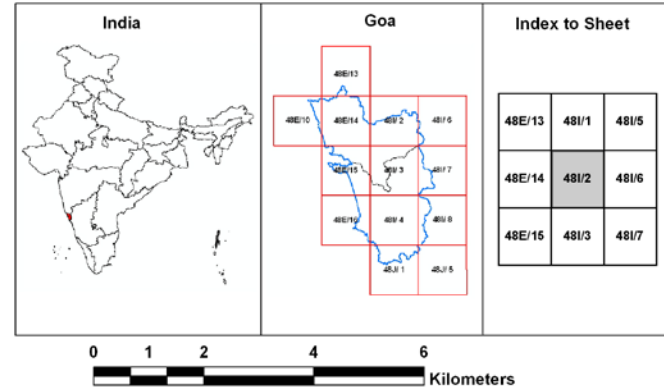 India
Goa
Index to Sheet
48E/13
48E/10
48E/14
48I/2
48I/6
48E/15
48I/3
48I/7
48E/16
48I/4
48I/8
48J/1
48J/5
48E/13
48I/1
48I/5
48E/14
48I/2
48I/6
48E/15
48I/3
48I/7
0 1 2 4 6
Kilometers